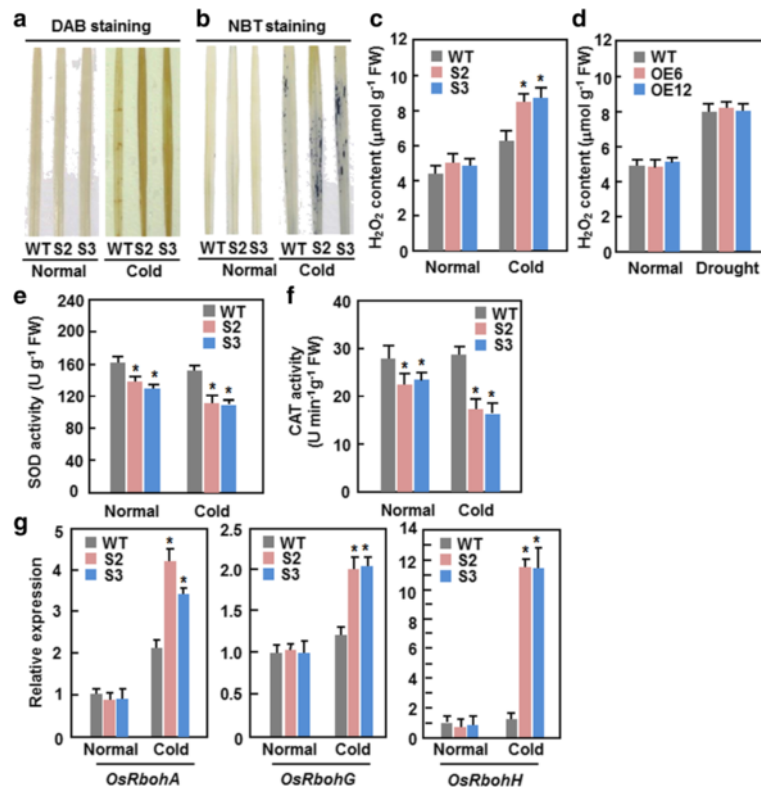 a
DAB staining
WT S2 S3
WT S2 S3
Normal
Cold
b
NBT staining
WT S2 S3
WT S2 S3
Normal
Cold
c
H₂O₂ content (μmol g⁻¹ FW)
12
10
8
6
4
2
0
WT
S2
S3
* *
Normal Cold
d
H₂O₂ content (μmol g⁻¹ FW)
12
10
8
6
4
2
0
WT
OE6
OE12
Normal Drought
e
SOD activity (U g⁻¹ FW)
240
200
160
120
80
40
0
WT
S2
S3
* *
* *
Normal Cold
f
CAT activity
(U min⁻¹g⁻¹ FW)
40
30
20
10
0
WT
S2
S3
* *
* *
Normal Cold
g
Relative expression
5
4
3
2
1
0
WT
S2
S3
*
*
Normal Cold
OsRbohA
2.5
2.0
1.5
1.0
0.5
0
WT
S2
S3
* *
Normal Cold
OsRbohG
14
12
10
8
6
4
2
0
WT
S2
S3
* *
Normal Cold
OsRbohH